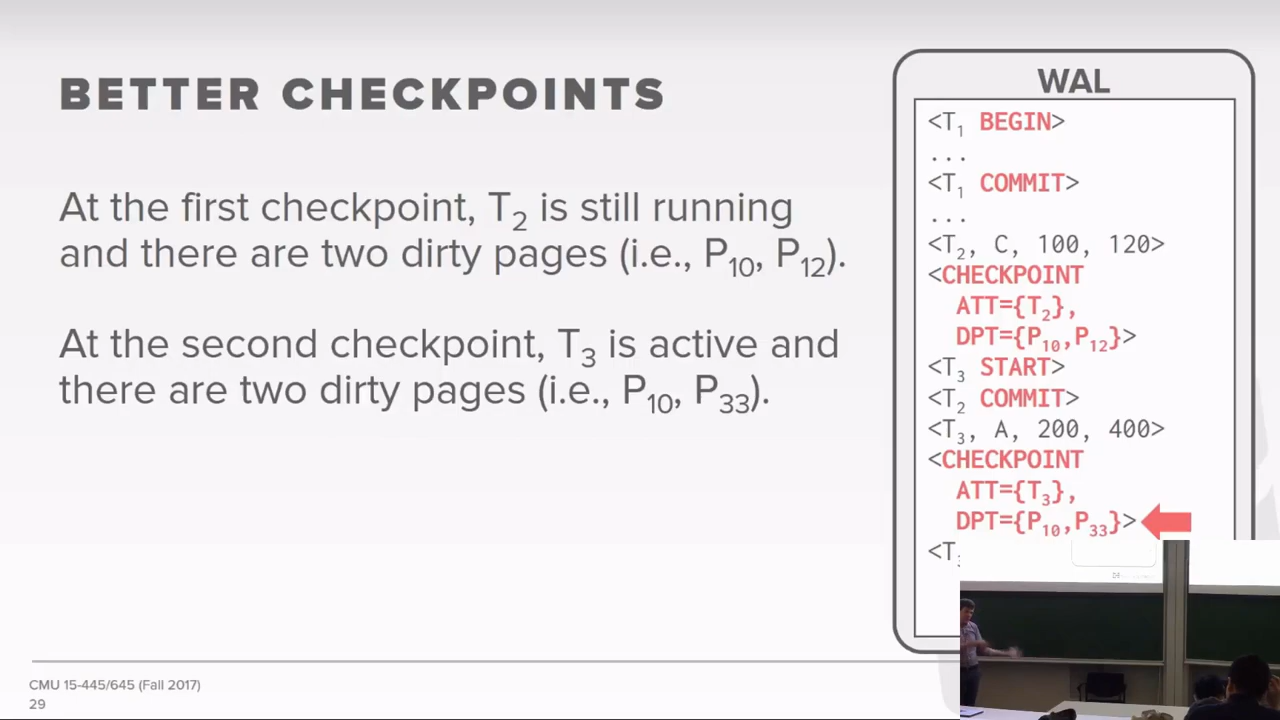 BETTER CHECKPOINTS
At the first checkpoint, T₂ is still running
and there are two dirty pages (i.e., P₁₀, P₁₂).
At the second checkpoint, T₃ is active and
there are two dirty pages (i.e., P₁₀, P₃₃).
WAL
<T₁ BEGIN>
...
<T₁ COMMIT>
...
<T₂, C, 100, 120>
<CHECKPOINT
ATT={T₂},
DPT={P₁₀,P₁₂}>
<T₃ START>
<T₂ COMMIT>
<T₃, A, 200, 400>
<CHECKPOINT
ATT={T₃},
DPT={P₁₀,P₃₃}>
<T₃
CMU 15-445/645 (Fall 2017)
29